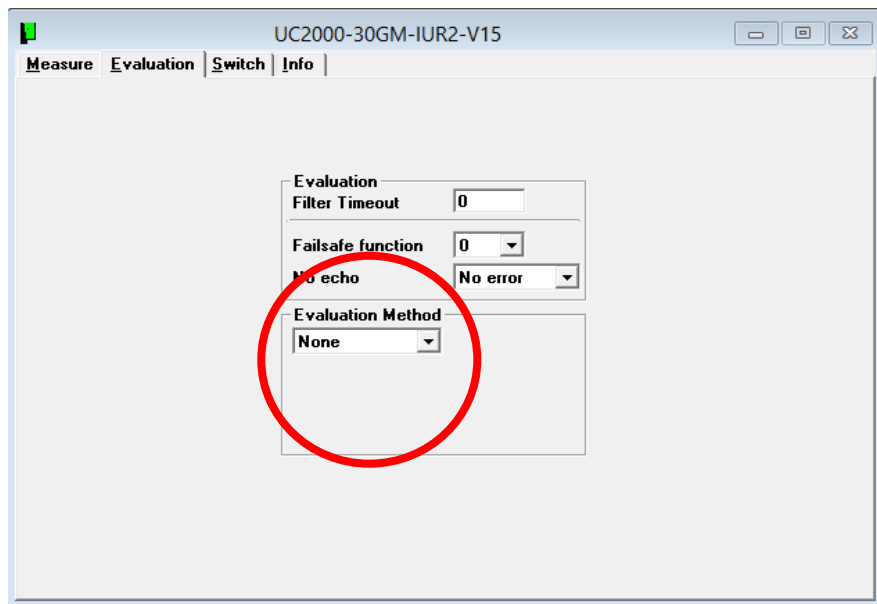 UC2000-30GM-IUR2-V15
Measure Evaluation Switch Info
Evaluation
Filter Timeout 0
Failsafe function 0
No echo No error
Evaluation Method
None